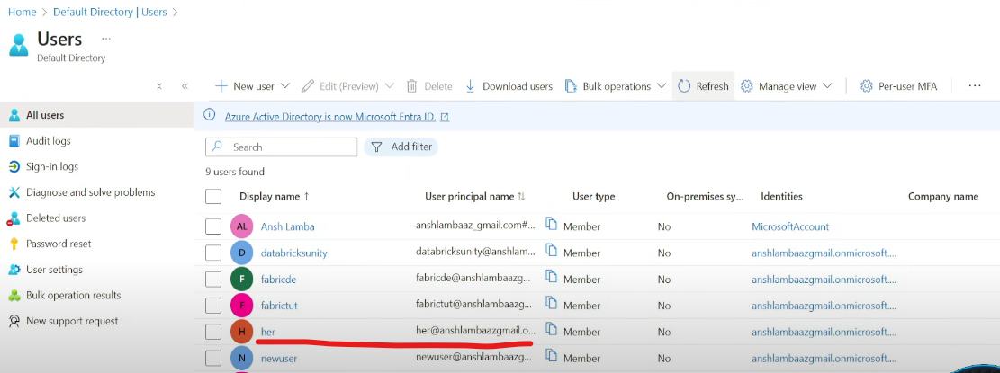 Home > Default Directory | Users >
Users ...
Default Directory
New user
Edit (Preview)
Delete
Download users
Bulk operations
Refresh
Manage view
Per-user MFA
...
All users
Audit logs
Sign-in logs
Diagnose and solve problems
Deleted users
Password reset
User settings
Bulk operation results
New support request
Azure Active Directory is now Microsoft Entra ID.
Search
Add filter
9 users found
Display name ↑ User principal name ↑↓ User type On-premises sy... Identities Company name
AL Ansh Lamba anshlambaaz_gmail.com#... Member No MicrosoftAccount
D databricksunity databricksunity@anshlam... Member No anshlambaazgmail.onmicrosoft....
F fabricde fabricde@anshlambaazg... Member No anshlambaazgmail.onmicrosoft....
F fabrictut fabrictut@anshlambaazg... Member No anshlambaazgmail.onmicrosoft....
H her her@anshlambaazgmail.o... Member No anshlambaazgmail.onmicrosoft....
N newuser newuser@anshlambaazg... Member No anshlambaazgmail.onmicrosoft....